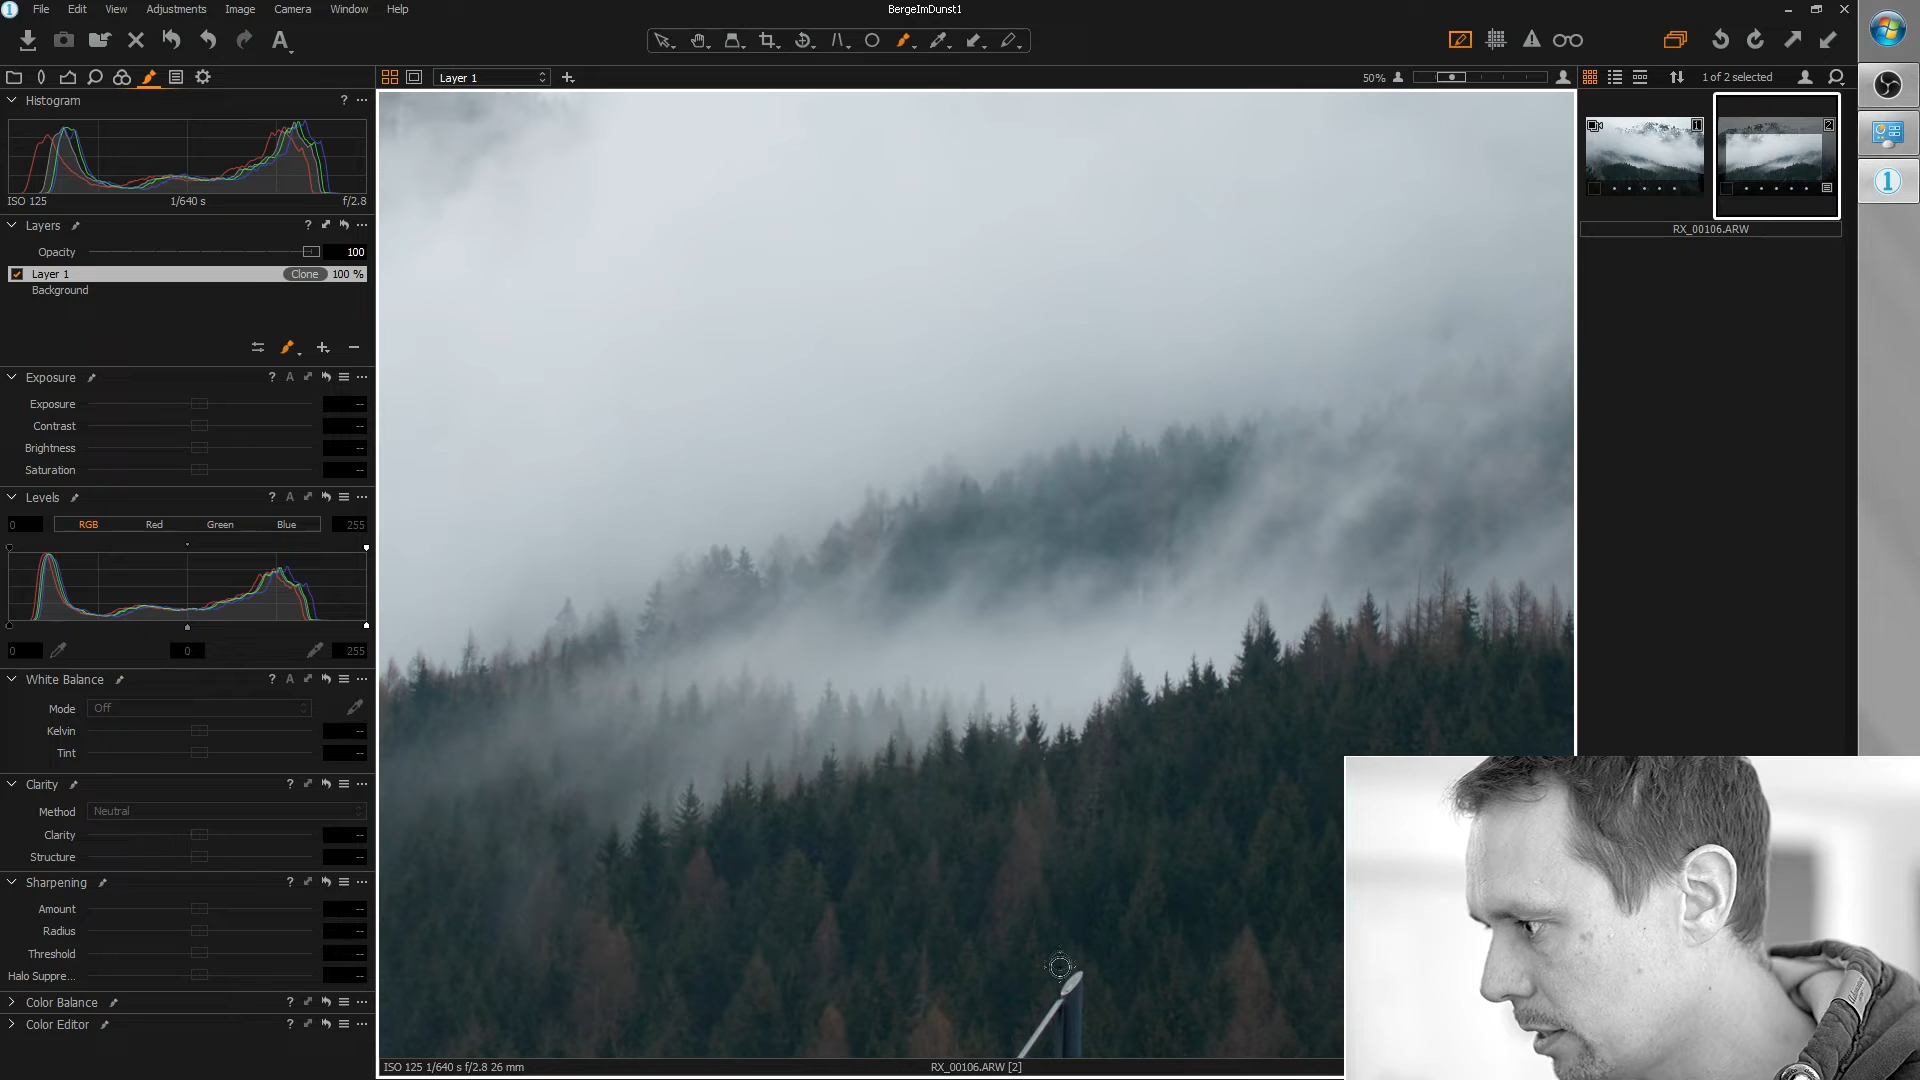 File Edit View Adjustments Image Camera Window Help
BergeImDunst1
A
Layer 1
50%
1 of 2 selected
Histogram
?
ISO 125 1/640 s f/2.8
Layers
?
Opacity 100
Layer 1 Clone 100 %
Background
Exposure
? A
Exposure --
Contrast --
Brightness --
Saturation --
Levels
? A
0 RGB Red Green Blue 255
0 0 255
White Balance
? A
Mode Off
Kelvin --
Tint --
Clarity
?
Method Neutral
Clarity --
Structure --
Sharpening
?
Amount --
Radius --
Threshold --
Halo Suppre... --
Color Balance
?
Color Editor
?
ISO 125 1/640 s f/2.8 26 mm
RX_00106.ARW [2]
1
2
RX_00106.ARW
1